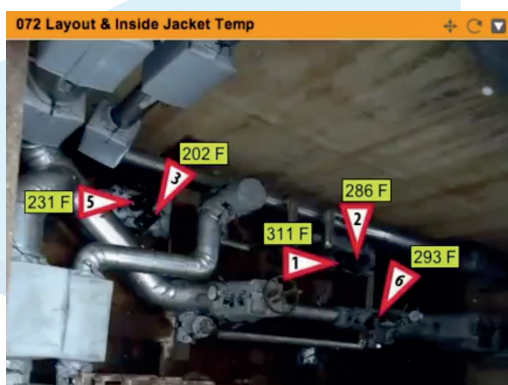 072 Layout & Inside Jacket Temp
202 F
3
231 F
5
286 F
2
311 F
1
293 F
6